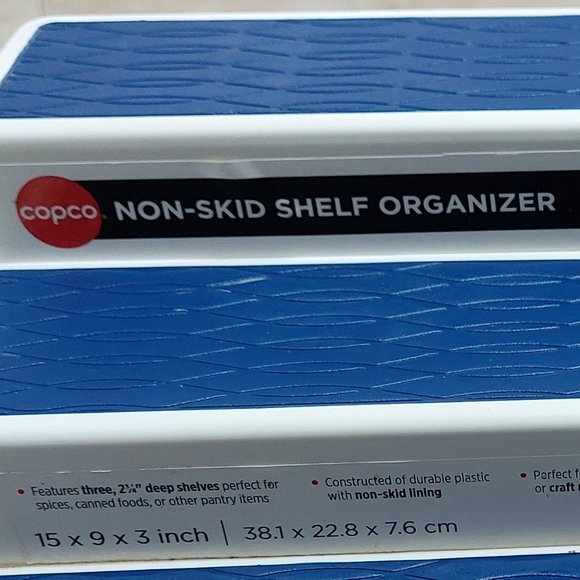 copco NON-SKID SHELF ORGANIZER
• Features three, 2¾" deep shelves perfect for
spices, canned foods, or other pantry items
• Constructed of durable plastic
with non-skid lining
• Perfect
or craft
15 x 9 x 3 inch | 38.1 x 22.8 x 7.6 cm